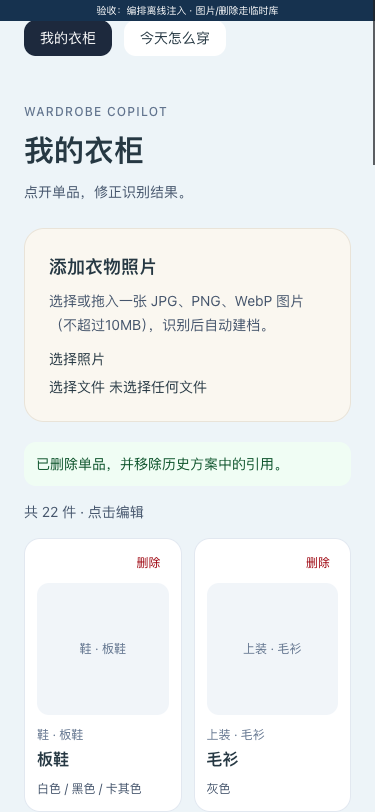 验收：编排离线注入 · 图片/删除走临时库
我的衣柜 今天怎么穿
WARDROBE COPILOT
我的衣柜
点开单品，修正识别结果。
添加衣物照片
选择或拖入一张 JPG、PNG、WebP 图片
（不超过10MB），识别后自动建档。
选择照片
选择文件 未选择任何文件
已删除单品，并移除历史方案中的引用。
共 22 件 · 点击编辑
删除 删除
鞋 · 板鞋 上装 · 毛衫
鞋 · 板鞋 上装 · 毛衫
板鞋 毛衫
白色 / 黑色 / 卡其色 灰色